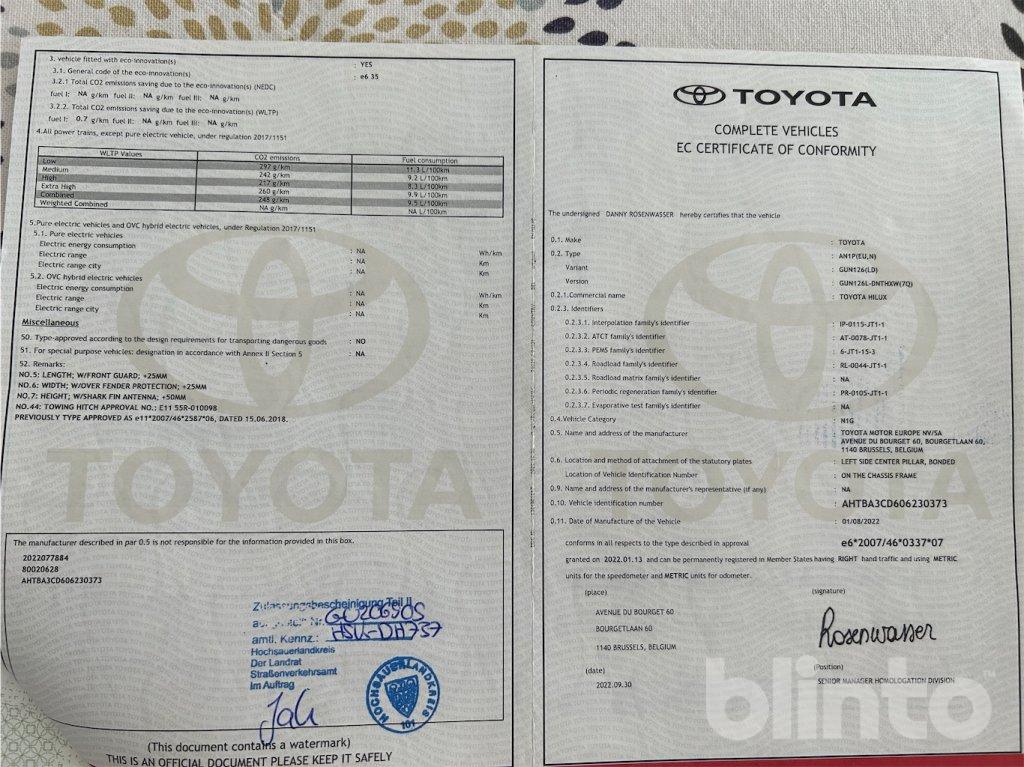 3. vehicle fitted with eco-innovation(s) : YES
3.1. General code of the eco-innovation(s) : e6 35
3.2.1 Total CO2 emissions saving due to the eco-innovation(s) (NEDC)
fuel I: NA g/km fuel II: NA g/km fuel III: NA g/km
3.2.2. Total CO2 emissions saving due to the eco-innovation(s) (WLTP)
fuel I: 0.7 g/km fuel II: NA g/km fuel III: NA g/km
4.All power trains, except pure electric vehicle, under regulation 2017/1151
WLTP Values CO2 emissions Fuel consumption
Low 297 g/km 11.3 L/100km
Medium 242 g/km 9.2 L/100km
High 217 g/km 8.3 L/100km
Extra High 260 g/km 9.9 L/100km
Combined 248 g/km 9.5 L/100km
Weighted Combined NA g/km NA L/100km
5.Pure electric vehicles and OVC hybrid electric vehicles, under Regulation 2017/1151
5.1. Pure electric vehicles
Electric energy consumption : NA Wh/km
Electric range : NA Km
Electric range city : NA Km
5.2. OVC hybrid electric vehicles
Electric energy consumption : NA Wh/km
Electric range : NA Km
Electric range city : NA Km
Miscellaneous
50. Type-approved according to the design requirements for transporting dangerous goods : NO
51. For special purpose vehicles: designation in accordance with Annex II Section 5 : NA
52. Remarks:
NO.5: LENGTH; W/FRONT GUARD; +25MM
NO.6: WIDTH; W/OVER FENDER PROTECTION; +25MM
NO.7: HEIGHT; W/SHARK FIN ANTENNA; +50MM
NO.44: TOWING HITCH APPROVAL NO.: E11 55R-010098
PREVIOUSLY TYPE APPROVED AS e11*2007/46*2587*06, DATED 15.06.2018.
TOYOTA
The manufacturer described in par 0.5 is not responsible for the information provided in this box.
2022077884
80020628
AHTBA3CD606230373
Zulassungsbescheinigung Teil II
Nr.
amtl. Kennz.: HSK-DH737
Hochsauerlandkreis
Der Landrat
Straßenverkehrsamt
Im Auftrag
HOCHSAUERLANDKREIS
101
(This document contains a watermark)
THIS IS AN OFFICIAL DOCUMENT PLEASE KEEP IT SAFELY
TOYOTA
COMPLETE VEHICLES
EC CERTIFICATE OF CONFORMITY
The undersigned DANNY ROSENWASSER hereby certifies that the vehicle
0.1. Make : TOYOTA
0.2. Type : AN1P(EU,N)
Variant : GUN126(LD)
Version : GUN126L-DNTHXW(7Q)
0.2.1.Commercial name : TOYOTA HILUX
0.2.3. Identifiers
0.2.3.1. Interpolation family's identifier : IP-0115-JT1-1
0.2.3.2. ATCT family's identifier : AT-0078-JT1-1
0.2.3.3. PEMS family's identifier : 6-JT1-15-3
0.2.3.4. Roadload family's identifier : RL-0044-JT1-1
0.2.3.5. Roadload matrix family's identifier : NA
0.2.3.6. Periodic regeneration family's identifier : PR-0105-JT1-1
0.2.3.7. Evaporative test family's identifier : NA
0.4.Vehicle Category : N1G
0.5. Name and address of the manufacturer : TOYOTA MOTOR EUROPE NV/SA
AVENUE DU BOURGET 60, BOURGETLAAN 60,
1140 BRUSSELS, BELGIUM
0.6. Location and method of attachment of the statutory plates : LEFT SIDE CENTER PILLAR, BONDED
Location of Vehicle Identification Number : ON THE CHASSIS FRAME
0.9. Name and address of the manufacturer's representative (if any) : NA
0.10. Vehicle identification number : AHTBA3CD606230373
0.11. Date of Manufacture of the Vehicle : 01/08/2022
conforms in all respects to the type described in approval e6*2007/46*0337*07
granted on 2022.01.13 and can be permanently registered in Member States having RIGHT hand traffic and using METRIC
units for the speedometer and METRIC units for odometer.
(place) (signature)
AVENUE DU BOURGET 60
BOURGETLAAN 60
1140 BRUSSELS, BELGIUM
Rosenwasser
(date) (Position)
2022.09.30 SENIOR MANAGER HOMOLOGATION DIVISION
blinto